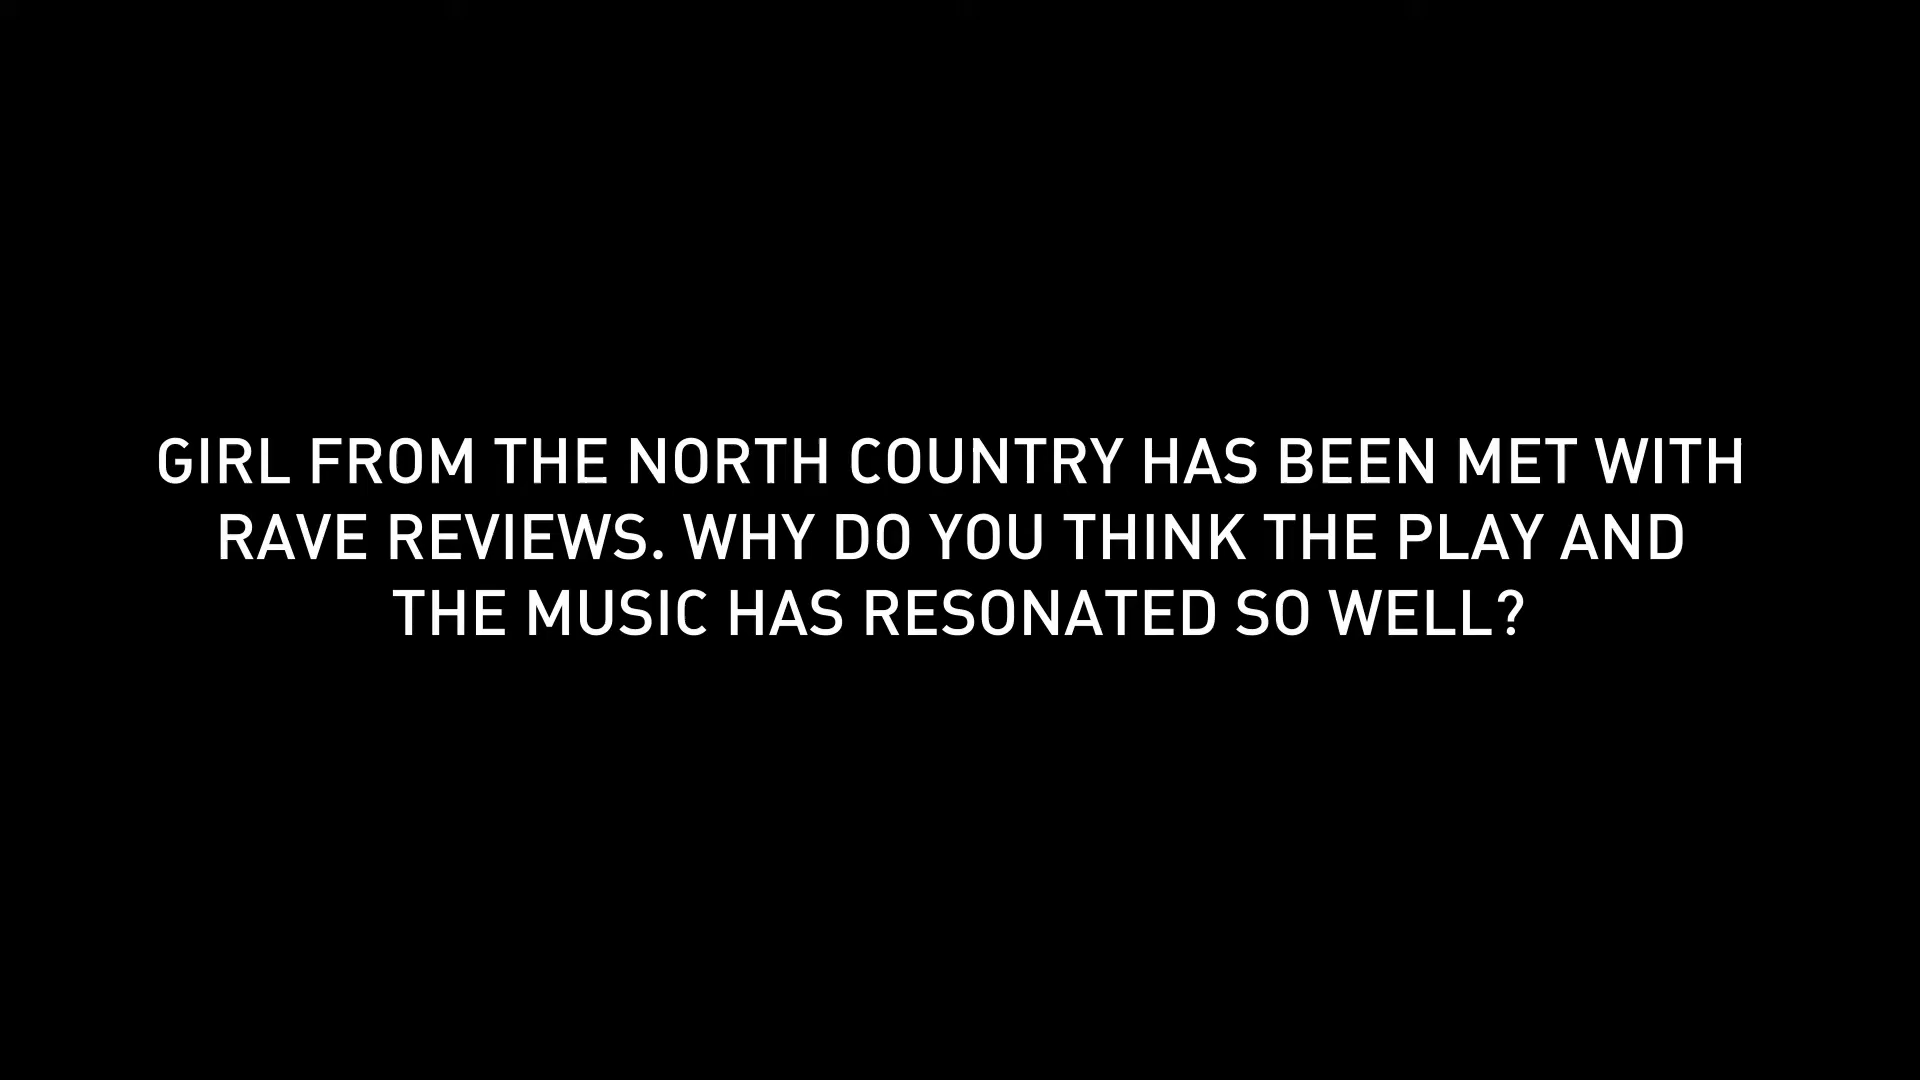 GIRL FROM THE NORTH COUNTRY HAS BEEN MET WITH
RAVE REVIEWS. WHY DO YOU THINK THE PLAY AND
THE MUSIC HAS RESONATED SO WELL?